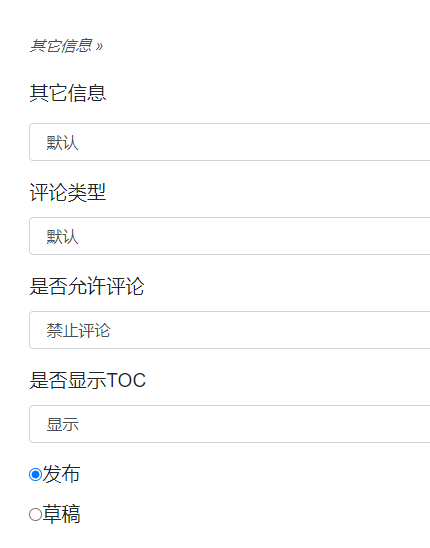 其它信息 »
其它信息
默认
评论类型
默认
是否允许评论
禁止评论
是否显示TOC
显示
发布
草稿